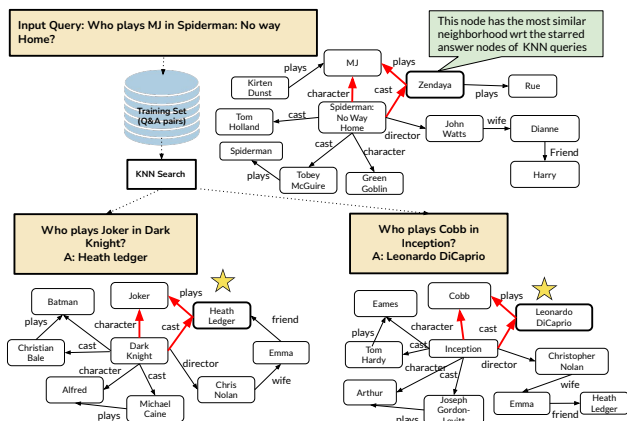 Input Query: Who plays MJ in Spiderman: No way
Home?
This node has the most similar
neighborhood wrt the starred
answer nodes of KNN queries
MJ
plays
plays
Kirten
Dunst
Zendaya
Rue
plays
cast
character
Training Set
(Q&A pairs)
Tom
Holland
cast
Spiderman:
No Way
Home
director
John
Watts
wife
Dianne
Spiderman
cast
character
Friend
KNN Search
plays
Tobey
McGuire
Green
Goblin
Harry
Who plays Joker in Dark
Knight?
A: Heath ledger
Who plays Cobb in
Inception?
A: Leonardo DiCaprio
Joker
plays
Batman
Heath
Ledger
character
cast
friend
plays
Christian
Bale
cast
Dark
Knight
Emma
character
director
cast
Alfred
Chris
Nolan
wife
Michael
Caine
plays
Cobb
plays
Eames
Leonardo
DiCaprio
character
cast
plays
Tom
Hardy
cast
Inception
director
Christopher
Nolan
character
cast
wife
Arthur
Joseph
Gordon-
Levitt
plays
Emma
friend
Heath
Ledger